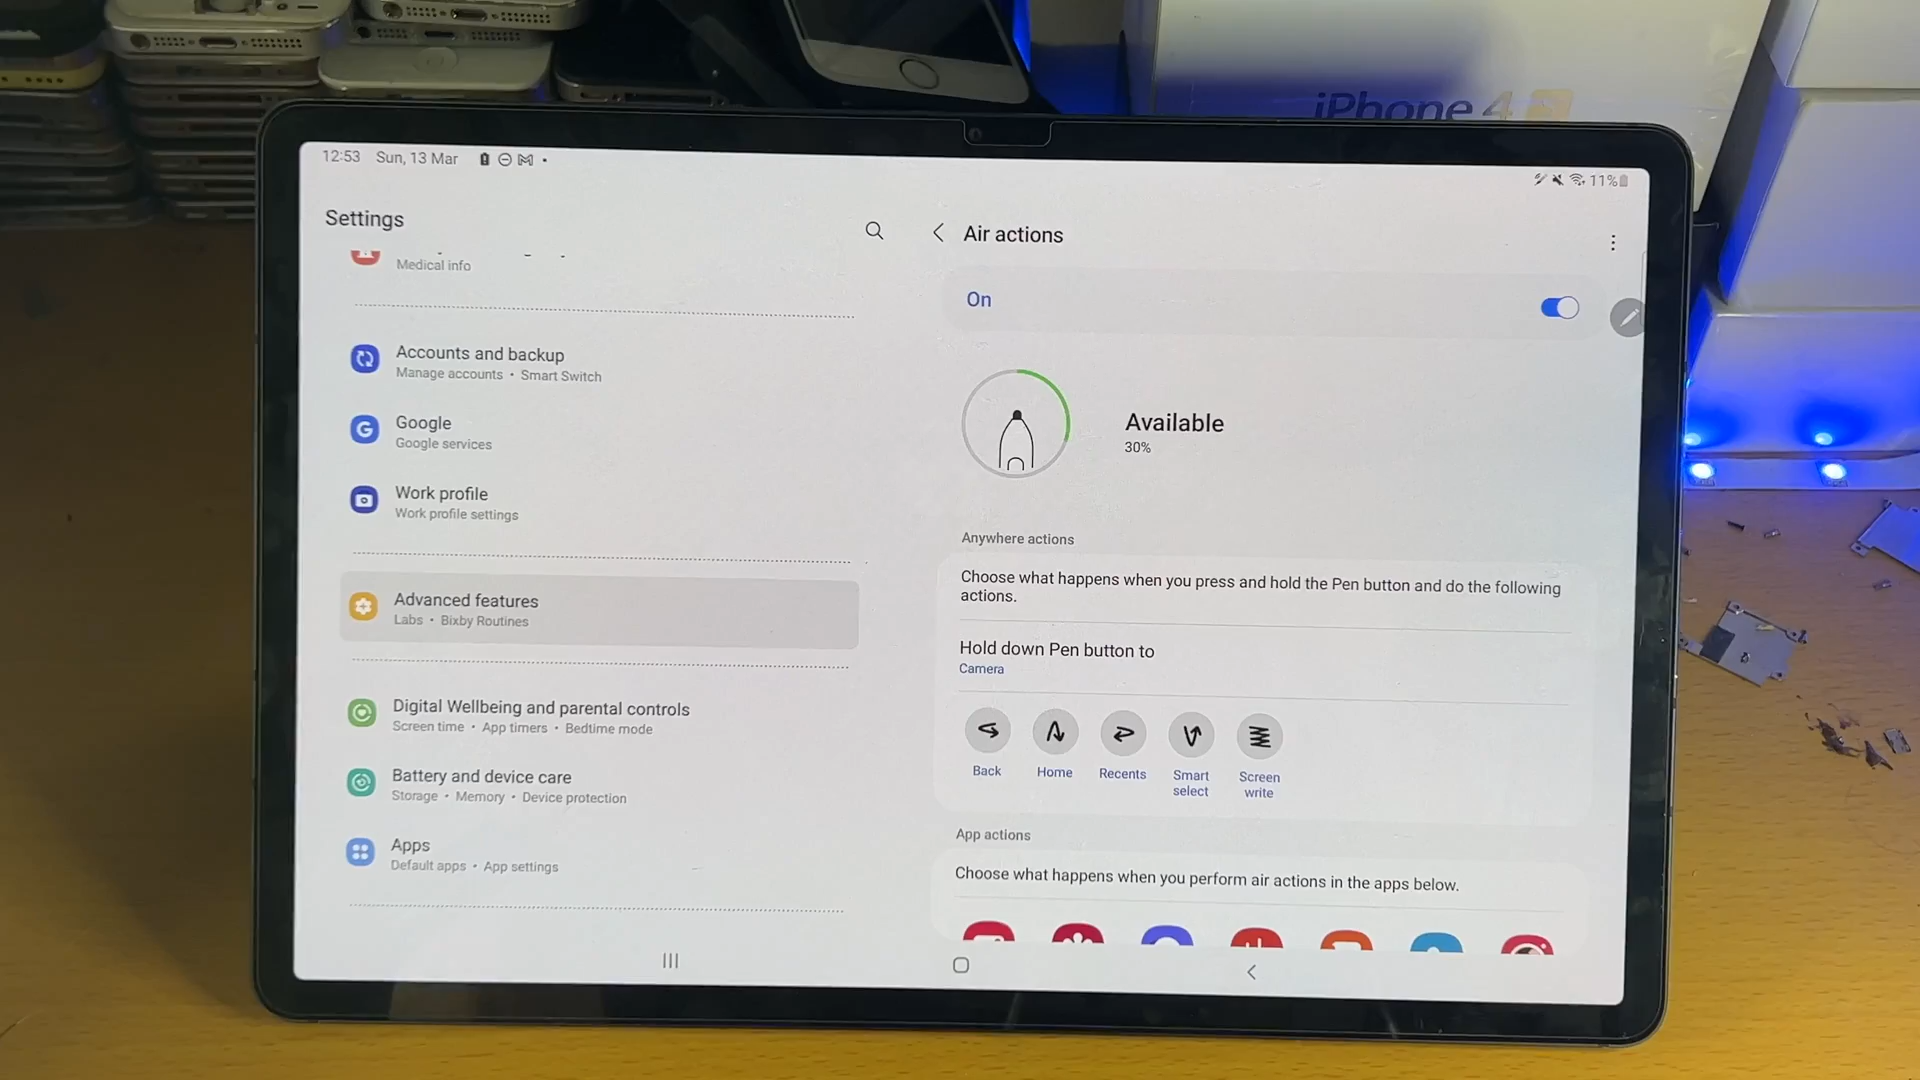 iPhone 4
12:53 Sun, 13 Mar
11%
Settings
Medical info
Accounts and backup
Manage accounts • Smart Switch
Google
Google services
Work profile
Work profile settings
Advanced features
Labs • Bixby Routines
Digital Wellbeing and parental controls
Screen time • App timers • Bedtime mode
Battery and device care
Storage • Memory • Device protection
Apps
Default apps • App settings
Air actions
On
Available
30%
Anywhere actions
Choose what happens when you press and hold the Pen button and do the following
actions.
Hold down Pen button to
Camera
Back
Home
Recents
Smart
select
Screen
write
App actions
Choose what happens when you perform air actions in the apps below.